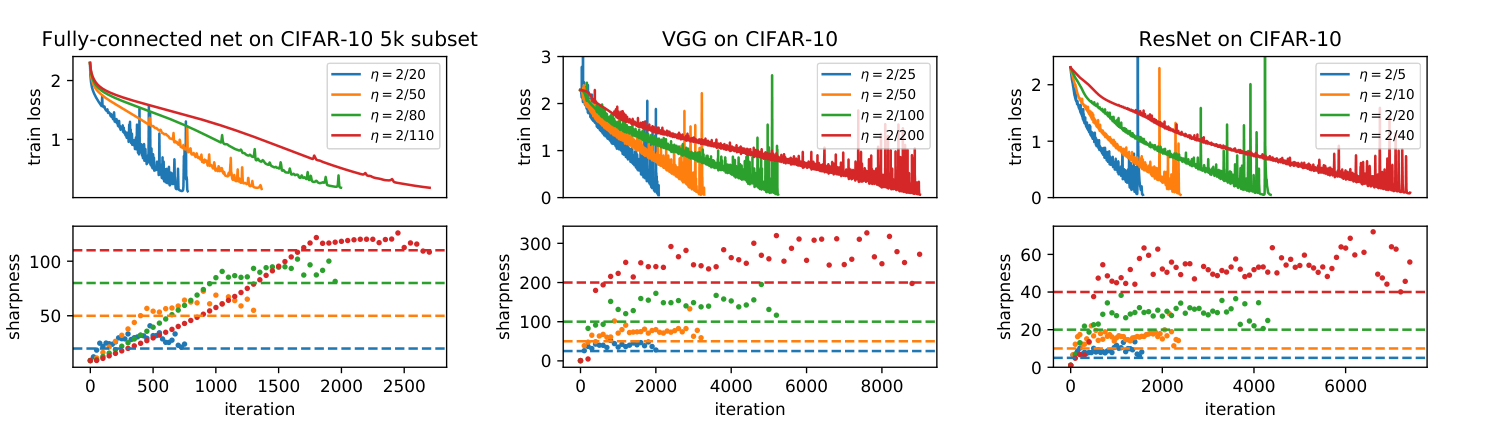 Fully-connected net on CIFAR-10 5k subset
train loss
2
1
η = 2/20
η = 2/50
η = 2/80
η = 2/110
sharpness
100
50
0
500
1000
1500
2000
2500
iteration
VGG on CIFAR-10
train loss
3
2
1
0
η = 2/25
η = 2/50
η = 2/100
η = 2/200
sharpness
300
200
100
0
0
2000
4000
6000
8000
iteration
ResNet on CIFAR-10
train loss
2
1
0
η = 2/5
η = 2/10
η = 2/20
η = 2/40
sharpness
60
40
20
0
0
2000
4000
6000
iteration